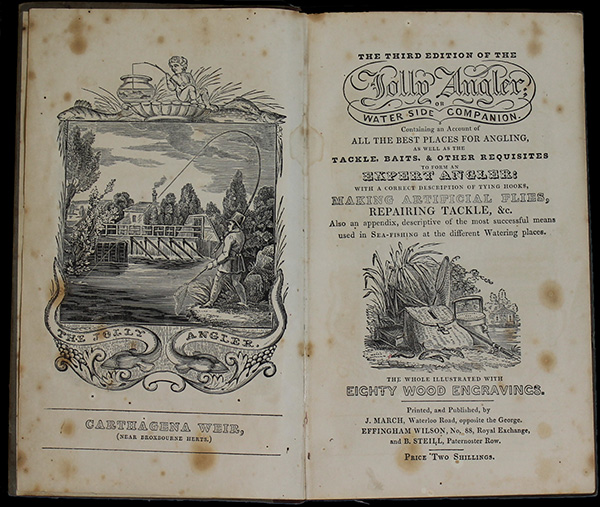 THE JOLLY ANGLER.
CARTHAGENA WEIR,
(NEAR BROXBOURNE HERTS.)
THE THIRD EDITION OF THE
Jolly Angler:
OR
WATER SIDE COMPANION.
Containing an Account of
ALL THE BEST PLACES FOR ANGLING,
AS WELL AS THE
TACKLE, BAITS, & OTHER REQUISITES
TO FORM AN
EXPERT ANGLER:
WITH A CORRECT DESCRIPTION OF TYING HOOKS,
MAKING ARTIFICIAL FLIES,
REPAIRING TACKLE, &c.
Also an appendix, descriptive of the most successful means
used in SEA-FISHING at the different Watering places.
THE WHOLE ILLUSTRATED WITH
EIGHTY WOOD ENGRAVINGS.
Printed, and Published, by
J. MARCH, Waterloo Road, opposite the George.
EFFINGHAM WILSON, No. 88, Royal Exchange,
and B. STEILL, Paternoster Row.
PRICE TWO SHILLINGS.